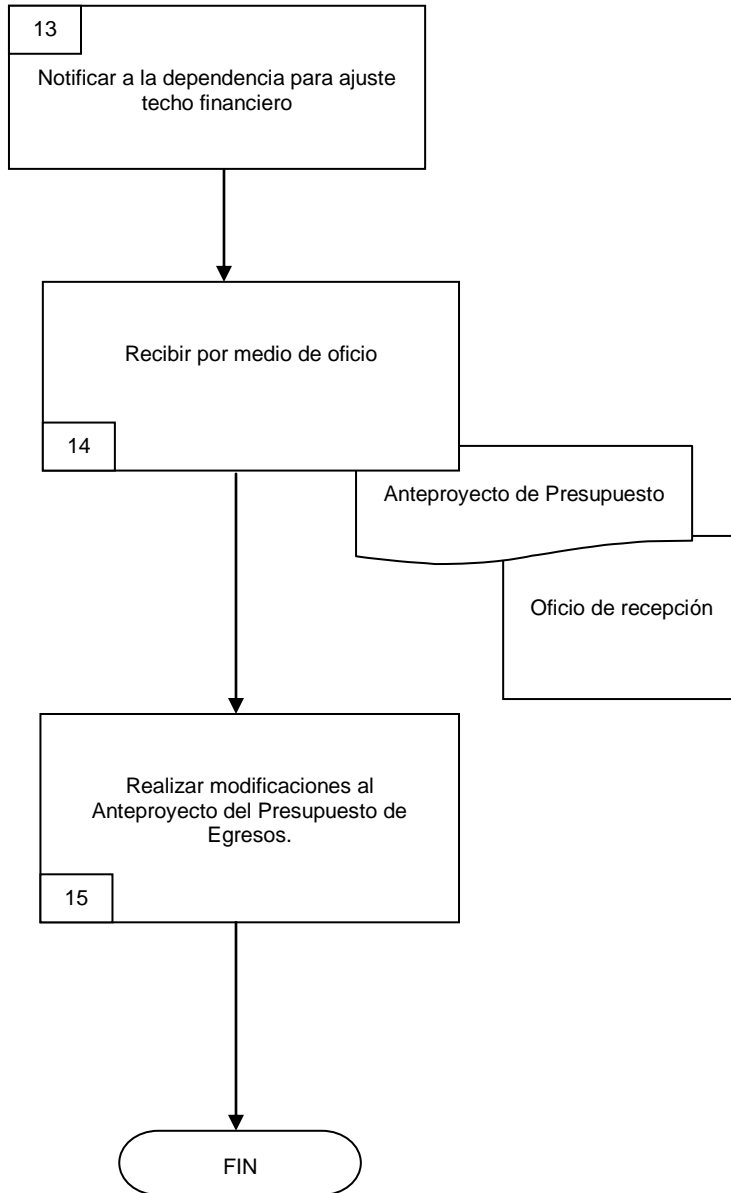 13
Notificar a la dependencia para ajuste
techo financiero
Recibir por medio de oficio
14
Anteproyecto de Presupuesto
Oficio de recepción
Realizar modificaciones al
Anteproyecto del Presupuesto de
Egresos.
15
FIN